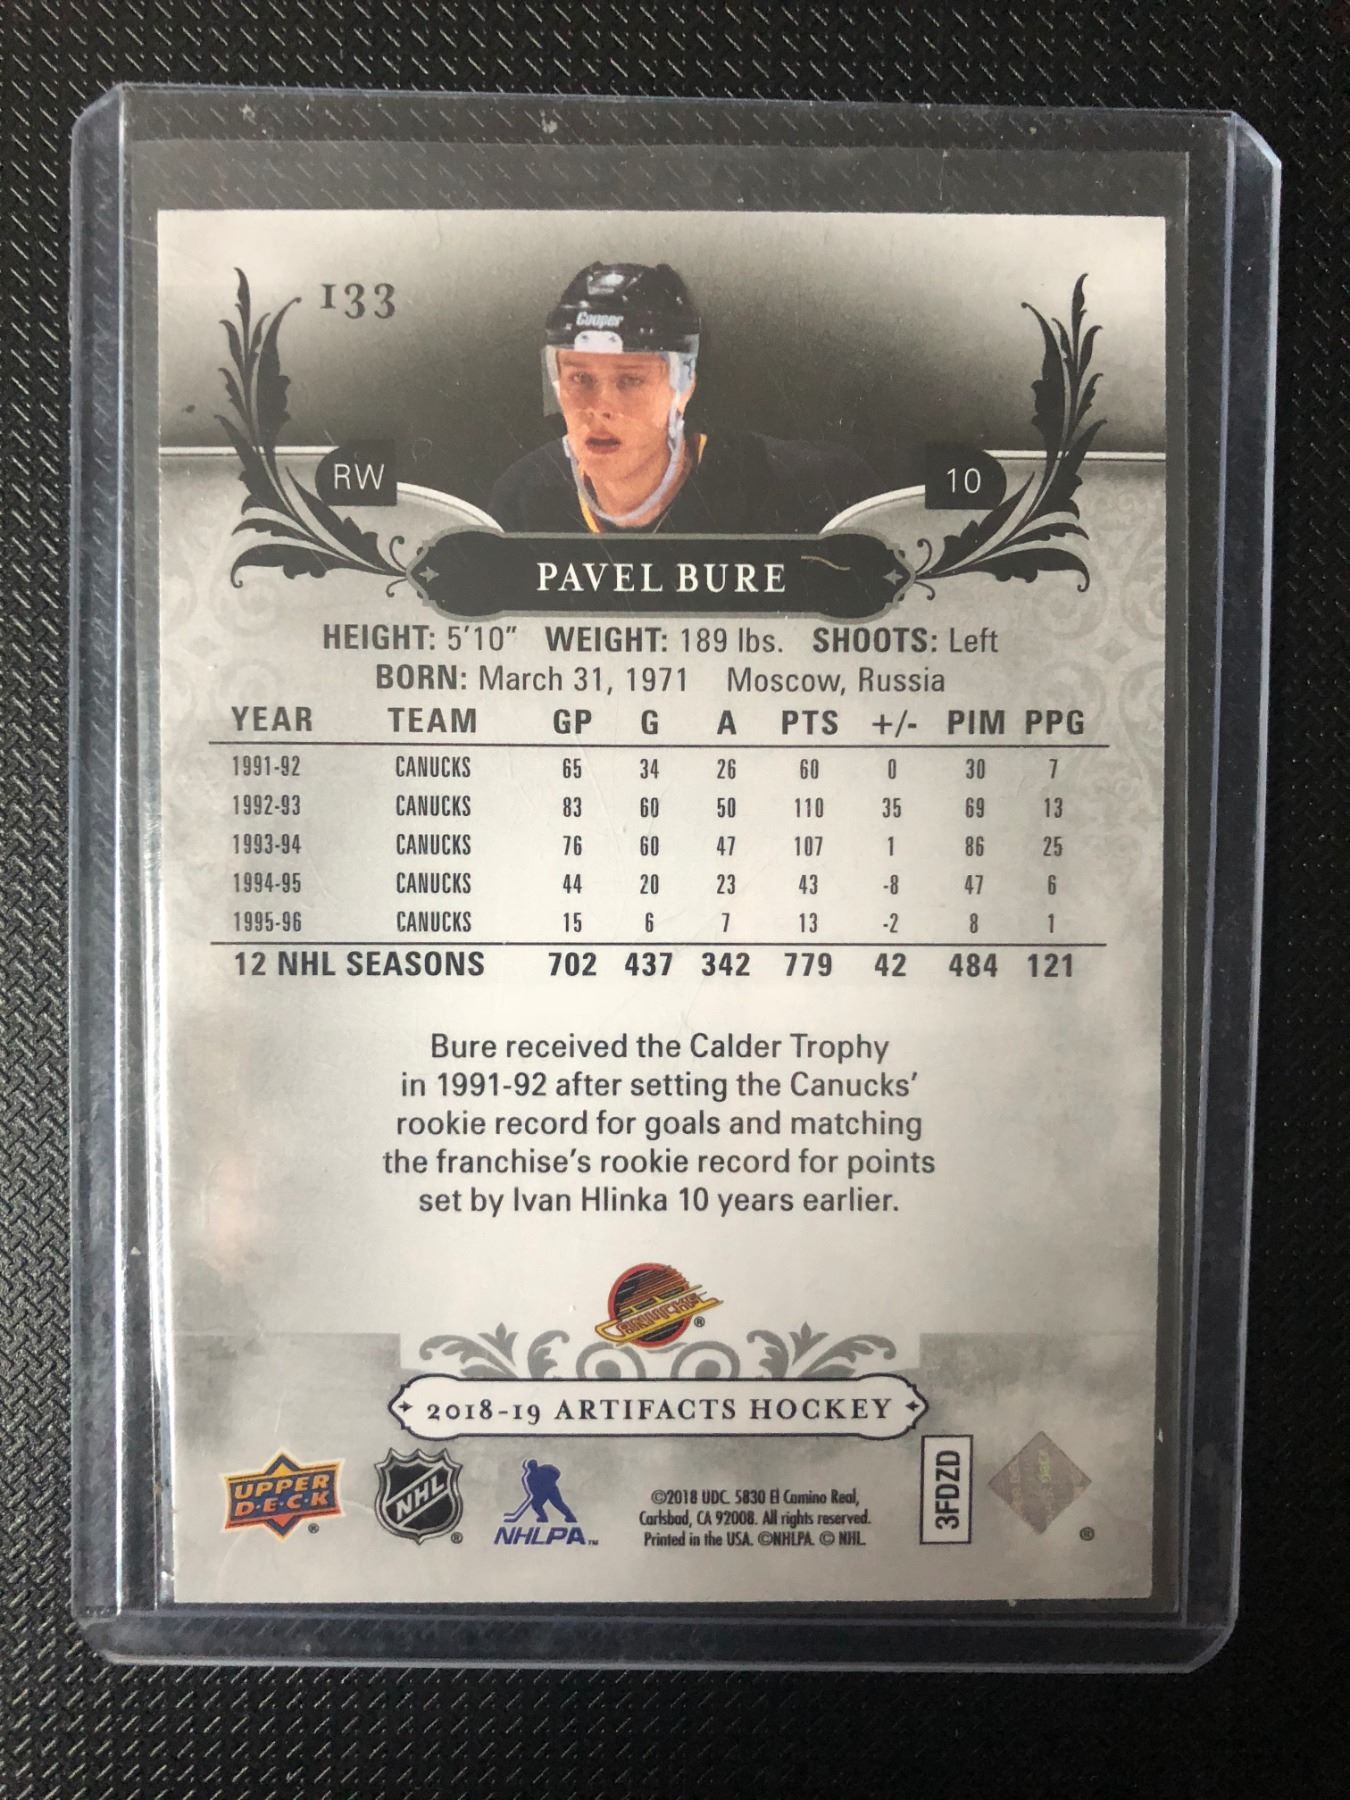 133
Cooper
RW
10
PAVEL BURE
HEIGHT: 5'10" WEIGHT: 189 lbs. SHOOTS: Left
BORN: March 31, 1971 Moscow, Russia
YEAR TEAM GP G A PTS +/- PIM PPG
1991-92 CANUCKS 65 34 26 60 0 30 7
1992-93 CANUCKS 83 60 50 110 35 69 13
1993-94 CANUCKS 76 60 47 107 1 86 25
1994-95 CANUCKS 44 20 23 43 -8 47 6
1995-96 CANUCKS 15 6 7 13 -2 8 1
12 NHL SEASONS 702 437 342 779 42 484 121
Bure received the Calder Trophy
in 1991-92 after setting the Canucks'
rookie record for goals and matching
the franchise's rookie record for points
set by Ivan Hlinka 10 years earlier.
CANUCKS ®
2018-19 ARTIFACTS HOCKEY
UPPER
D·E·C·K ®
NHL ®
NHLPA™
©2018 UDC. 5830 El Camino Real,
Carlsbad, CA 92008. All rights reserved.
Printed in the USA. ©NHLPA. © NHL.
3FDZD
®